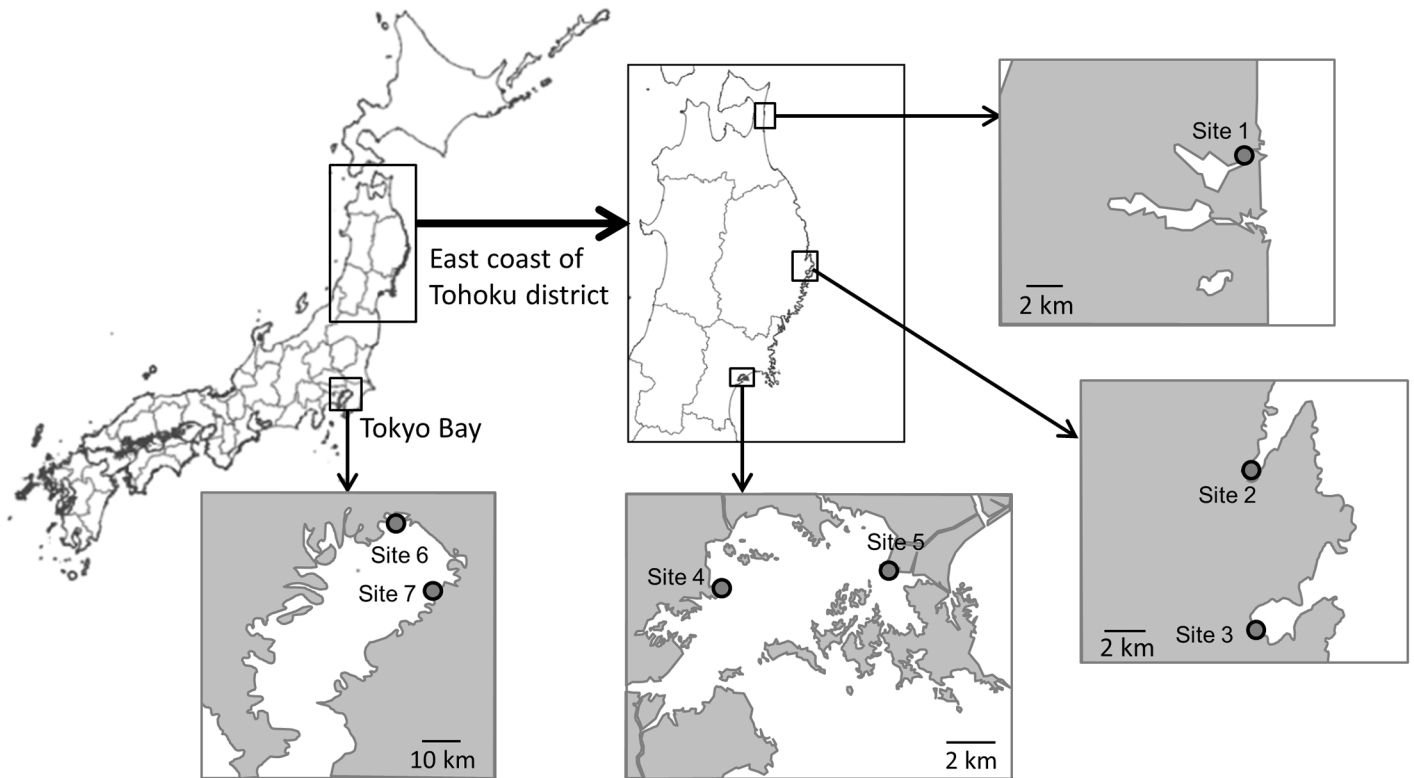 Site 1
2 km
East coast of
Tohoku district
Tokyo Bay
Site 2
Site 3
2 km
Site 6
Site 7
10 km
Site 5
Site 4
2 km